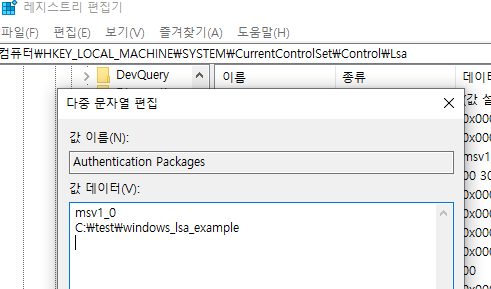 레지스트리 편집기
파일(F) 편집(E) 보기(V) 즐겨찾기(A) 도움말(H)
컴퓨터₩HKEY_LOCAL_MACHINE₩SYSTEM₩CurrentControlSet₩Control₩Lsa
DevQuery
이름 종류 데이터
다중 문자열 편집
값 이름(N):
Authentication Packages
값 데이터(V):
msv1_0
C:₩test₩windows_lsa_example
(값 설
0x000
0x000
msv1
00 30
0x000
0x000
0x000
0x000
00
0x000